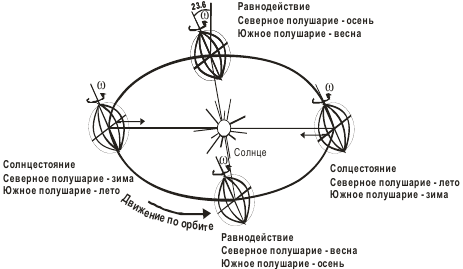 23.6
ω
Равнодействие
Северное полушарие - осень
Южное полушарие - весна
ω
ω
Солнце
ω
Солнцестояние
Северное полушарие - зима
Южное полушарие - лето
Солцестояние
Северное полушарие - лето
Южное полушарие - зима
Движение по орбите
Равнодействие
Северное полушарие - весна
Южное полушарие - осень